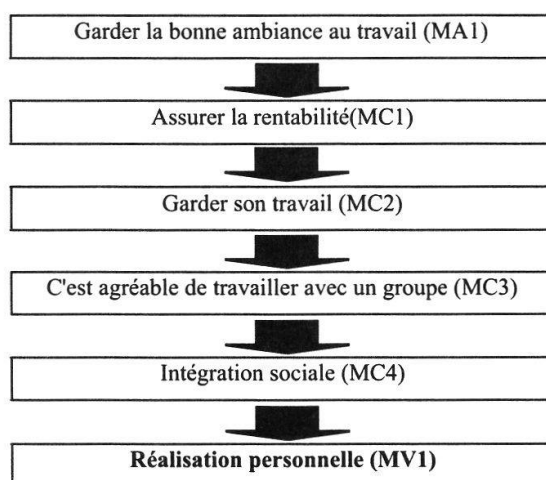 Garder la bonne ambiance au travail (MA1)
Assurer la rentabilité(MC1)
Garder son travail (MC2)
C'est agréable de travailler avec un groupe (MC3)
Intégration sociale (MC4)
Réalisation personnelle (MV1)